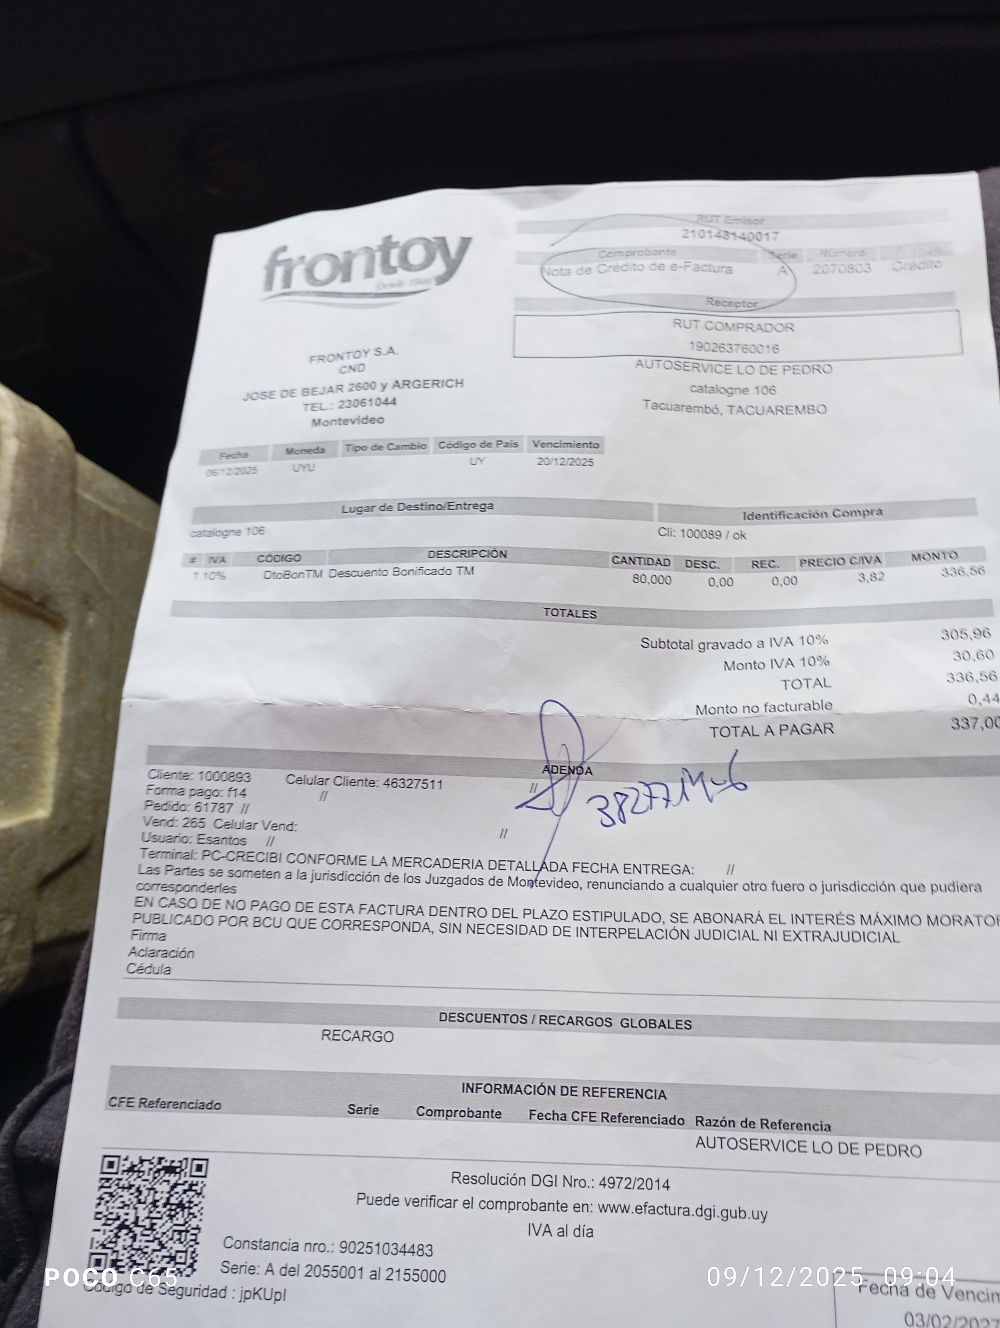 frontoy
Desde 1946
RUT Emisor
210148140017
Comprobante Serie Número
Nota de Crédito de e-Factura A 2070803 Crédito
Receptor
RUT COMPRADOR
190263760016
AUTOSERVICE LO DE PEDRO
catalogne 106
Tacuarembó, TACUAREMBO
FRONTOY S.A.
CND
JOSE DE BEJAR 2600 y ARGERICH
TEL.: 23061044
Montevideo
Fecha Moneda Tipo de Cambio Código de País Vencimiento
06/12/2025 UYU UY 20/12/2025
Lugar de Destino/Entrega Identificación Compra
catalogne 106 Cli: 100089 / ok
# IVA CÓDIGO DESCRIPCIÓN CANTIDAD DESC. REC. PRECIO C/IVA MONTO
1 10% DtoBonTM Descuento Bonificado TM 80,000 0,00 0,00 3,82 336,56
TOTALES
Subtotal gravado a IVA 10% 305,96
Monto IVA 10% 30,60
TOTAL 336,56
Monto no facturable 0,44
TOTAL A PAGAR 337,00
ADENDA
Cliente: 1000893 Celular Cliente: 46327511 //
Forma pago: f14 //
Pedido: 61787 //
Vend: 265 Celular Vend: //
Usuario: Esantos //
Terminal: PC-CRECIBI CONFORME LA MERCADERIA DETALLADA FECHA ENTREGA: //
Las Partes se someten a la jurisdicción de los Juzgados de Montevideo, renunciando a cualquier otro fuero o jurisdicción que pudiera
corresponderles
EN CASO DE NO PAGO DE ESTA FACTURA DENTRO DEL PLAZO ESTIPULADO, SE ABONARÁ EL INTERÉS MÁXIMO MORATOR
PUBLICADO POR BCU QUE CORRESPONDA, SIN NECESIDAD DE INTERPELACIÓN JUDICIAL NI EXTRAJUDICIAL
Firma
Aclaración
Cédula
DESCUENTOS / RECARGOS GLOBALES
RECARGO
INFORMACIÓN DE REFERENCIA
CFE Referenciado Serie Comprobante Fecha CFE Referenciado Razón de Referencia
AUTOSERVICE LO DE PEDRO
Resolución DGI Nro.: 4972/2014
Puede verificar el comprobante en: www.efactura.dgi.gub.uy
IVA al día
Constancia nro.: 90251034483
Serie: A del 2055001 al 2155000
Código de Seguridad : jpKUpI
Fecha de Vencim
03/02/2027
POCO C65
09/12/2025 09:04